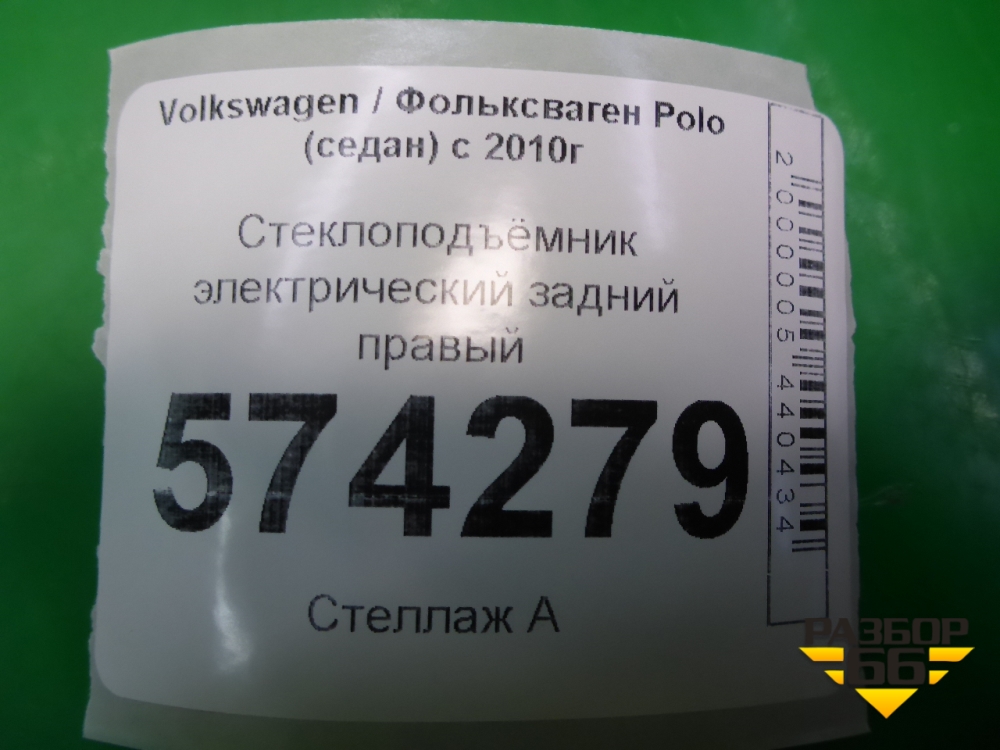 Volkswagen / Фольксваген Polo
(седан) с 2010г
Стеклоподъёмник
электрический задний
правый
574279
Стеллаж А
2000005440434
РАЗБОР
66